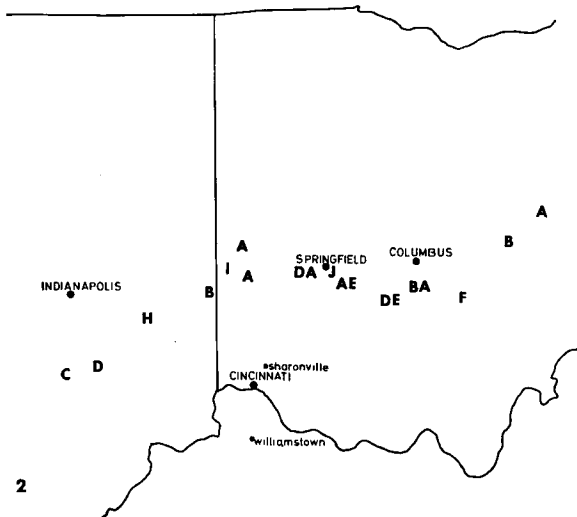 A
B
A
SPRINGFIELD
COLUMBUS
I
DA
J
A
AE
BA
INDIANAPOLIS
B
DE
F
H
sharonville
C
D
CINCINNATI
williamstown
2